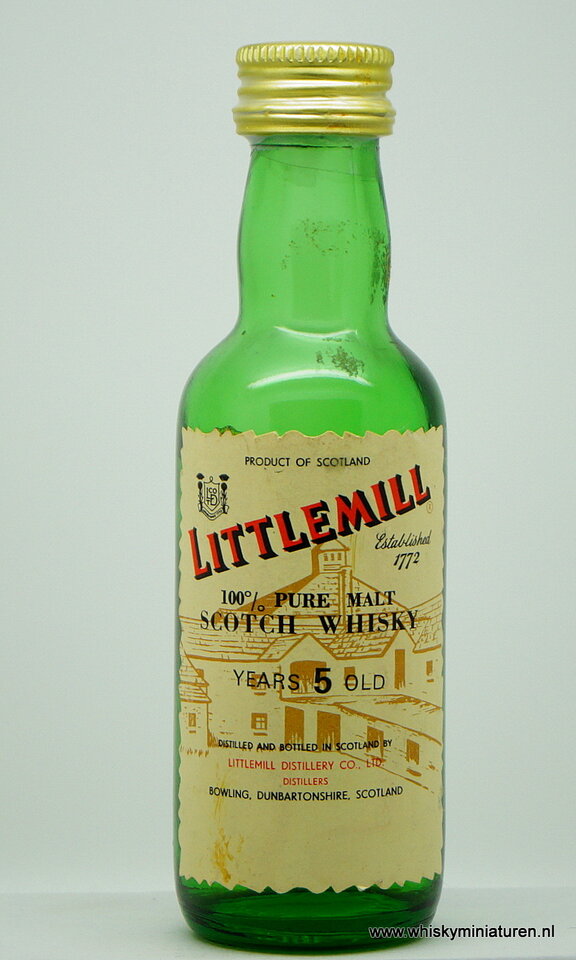 PRODUCT OF SCOTLAND
LITTLEMILL
Established
1772
100% PURE MALT
SCOTCH WHISKY
YEARS 5 OLD
DISTILLED AND BOTTLED IN SCOTLAND BY
LITTLEMILL DISTILLERY CO., LTD.
DISTILLERS
BOWLING, DUNBARTONSHIRE, SCOTLAND
www.whiskyminiaturen.nl